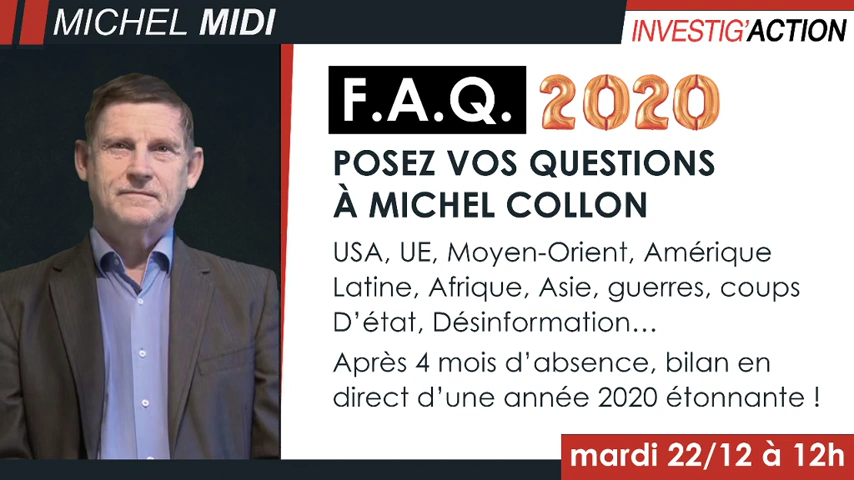 MICHEL MIDI
INVESTIG'ACTION
F.A.Q. 2020
POSEZ VOS QUESTIONS
À MICHEL COLLON
USA, UE, Moyen-Orient, Amérique
Latine, Afrique, Asie, guerres, coups
D'état, Désinformation...
Après 4 mois d'absence, bilan en
direct d'une année 2020 étonnante !
mardi 22/12 à 12h